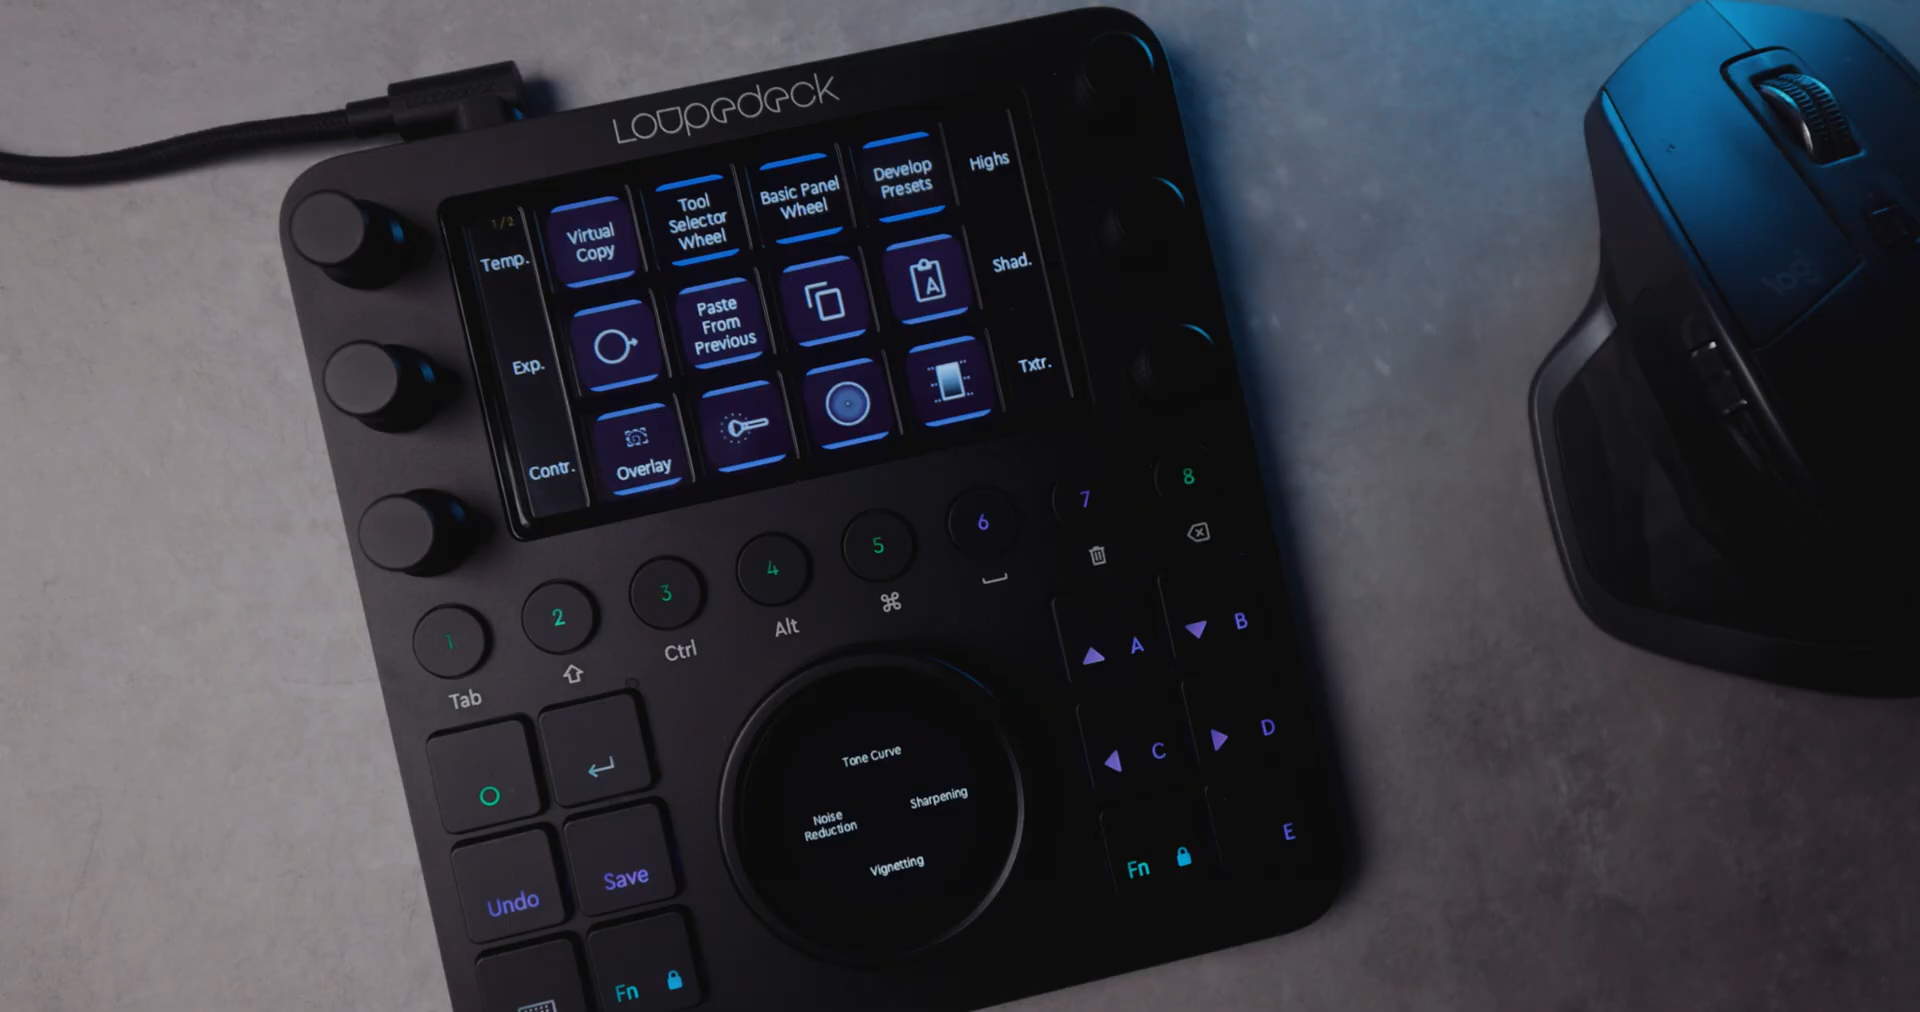 Loupedeck
1/2
Temp.
Virtual
Copy
Tool
Selector
Wheel
Basic Panel
Wheel
Develop
Presets
Highs
Exp.
Paste
From
Previous
A
Shad.
Contr.
Overlay
Txtr.
1
2
3
4
5
6
7
8
Tab
Ctrl
Alt
⌘
Tone Curve
Noise
Reduction
Sharpening
Vignetting
A
B
C
D
E
Undo
Save
Fn
Fn
logi